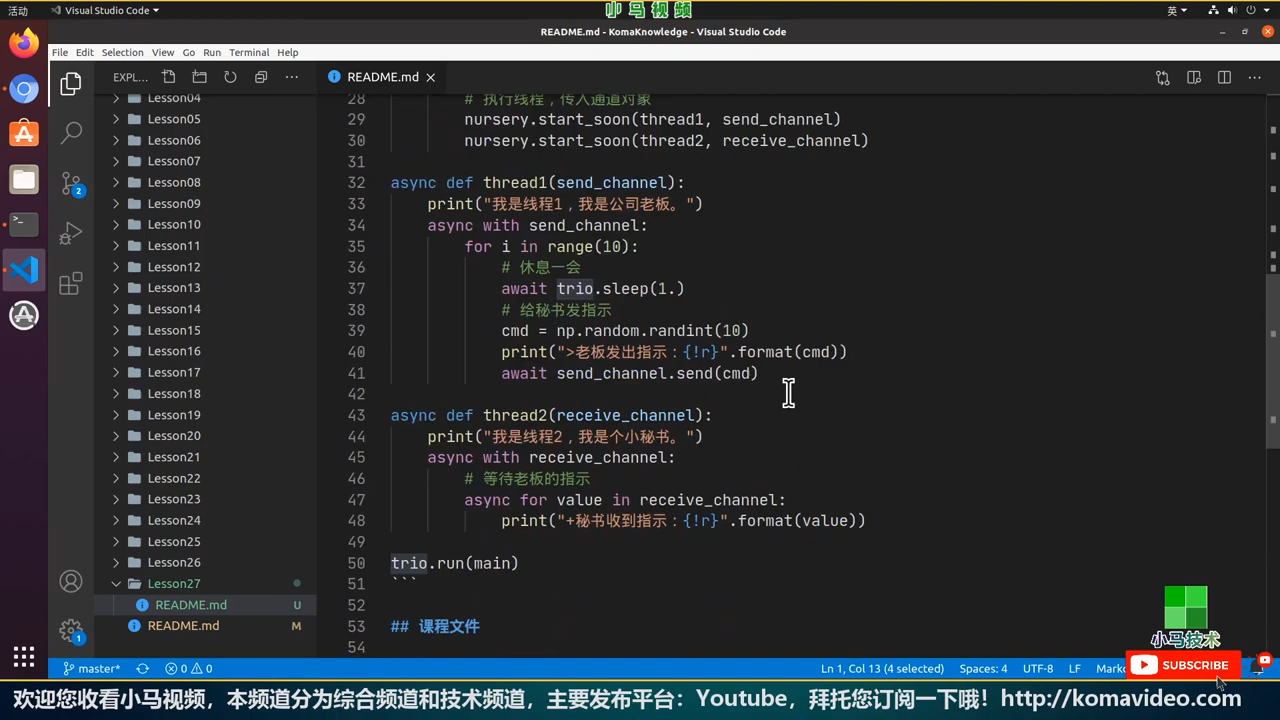 活动
Visual Studio Code
小马视频
英
README.md - KomaKnowledge - Visual Studio Code
File Edit Selection View Go Run Terminal Help
EXPL...
README.md
Lesson04
Lesson05
Lesson06
Lesson07
Lesson08
Lesson09
Lesson10
Lesson11
Lesson12
Lesson13
Lesson14
Lesson15
Lesson16
Lesson17
Lesson18
Lesson19
Lesson20
Lesson21
Lesson22
Lesson23
Lesson24
Lesson25
Lesson26
Lesson27
README.md U
README.md M
2
1
28 # 执行线程，传入通道对象
29 nursery.start_soon(thread1, send_channel)
30 nursery.start_soon(thread2, receive_channel)
31
32 async def thread1(send_channel):
33 print("我是线程1，我是公司老板。")
34 async with send_channel:
35 for i in range(10):
36 # 休息一会
37 await trio.sleep(1.)
38 # 给秘书发指示
39 cmd = np.random.randint(10)
40 print(">老板发出指示：{!r}".format(cmd))
41 await send_channel.send(cmd)
42
43 async def thread2(receive_channel):
44 print("我是线程2，我是个小秘书。")
45 async with receive_channel:
46 # 等待老板的指示
47 async for value in receive_channel:
48 print("+秘书收到指示：{!r}".format(value))
49
50 trio.run(main)
51 ```
52
53 ## 课程文件
54
小马技术
SUBSCRIBE
master* 0 0 Ln 1, Col 13 (4 selected) Spaces: 4 UTF-8 LF
欢迎您收看小马视频，本频道分为综合频道和技术频道，主要发布平台：Youtube，拜托您订阅一下哦！http://komavideo.com